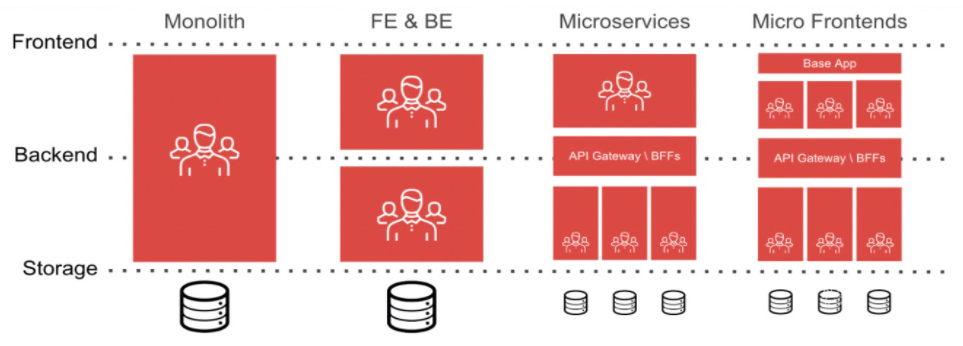 Monolith
FE & BE
Microservices
Micro Frontends
Frontend
Base App
Backend
API Gateway \ BFFs
API Gateway \ BFFs
Storage